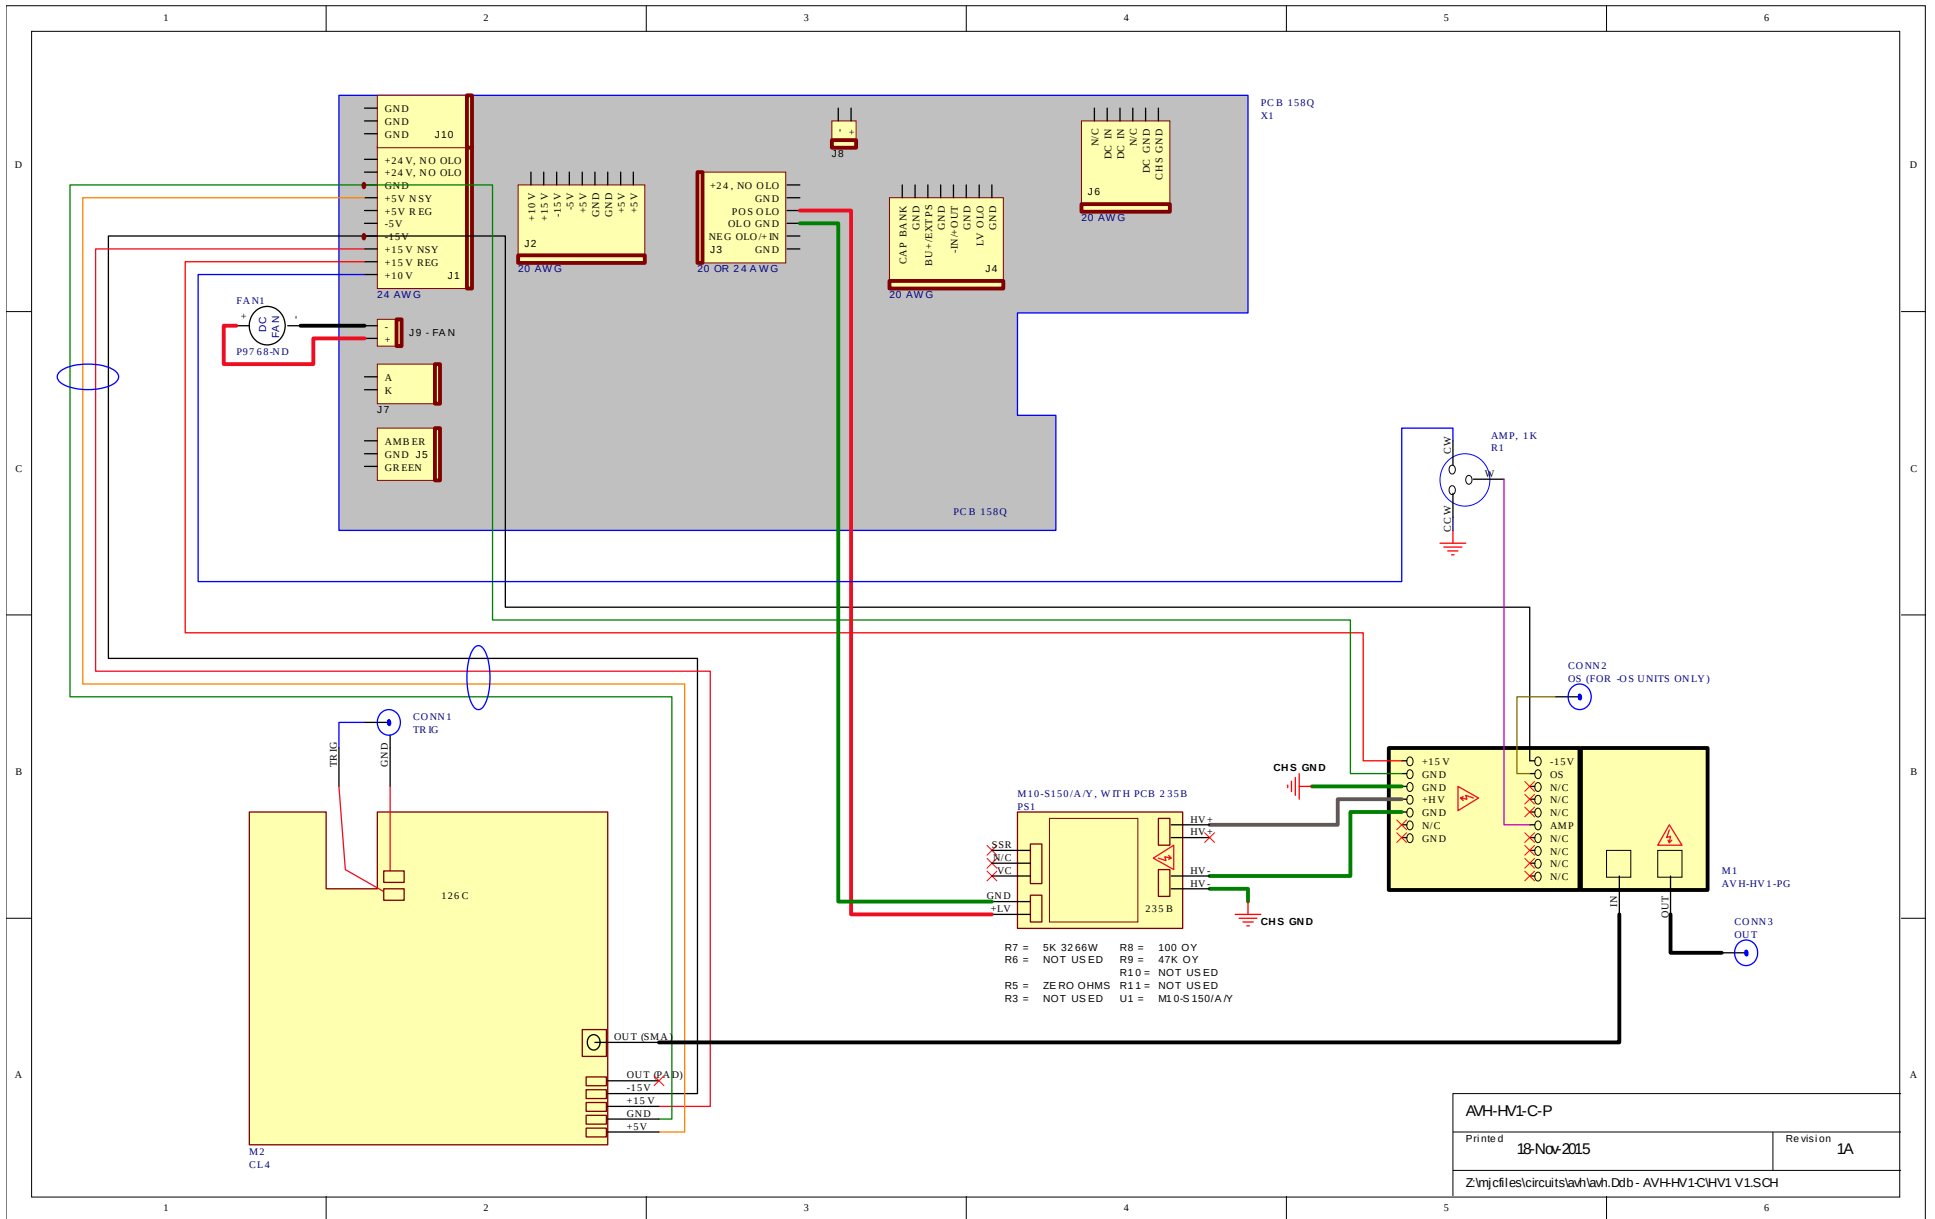 1 2 3 4 5 6
D
C
B
A
GND
GND
GND
J10
+24 V, NO OLO
+24 V, NO OLO
GND
+5V NSY
+5V REG
-5V
-15V
+15V NSY
+15V REG
+10V
J1
24 AWG
+10V
+15V
-15V
-5V
+5V
GND
GND
+5V
+5V
J2
20 AWG
+24, NO OLO
GND
POS OLO
OLO GND
NEG OLO/+IN
GND
J3
20 OR 24 AWG
- +
J8
CAP BANK
GND
BU+/EXT PS
GND
-IN/+OUT
GND
LV OLO
GND
J4
20 AWG
N/C
DC IN
DC IN
N/C
DC GND
CHS GND
J6
20 AWG
PCB 158Q
X1
FAN1
+ -
DC
FAN
P9768-ND
-
+
J9 - FAN
A
K
J7
AMBER
GND J5
GREEN
PCB 158Q
AMP, 1K
R1
CW
W
CCW
CONN2
OS (FOR -OS UNITS ONLY)
CONN1
TRIG
TRIG
GND
126C
OUT (SMA)
OUT (PAD)
-15V
+15V
GND
+5V
M2
CL4
M10-S150/A/Y, WITH PCB 235B
PS1
SSR
N/C
VC
GND
+LV
HV+
HV+
HV-
HV-
235B
CHS GND
CHS GND
R7 = 5K 3266W R8 = 100 OY
R6 = NOT USED R9 = 47K OY
R10 = NOT USED
R5 = ZERO OHMS R11 = NOT USED
R3 = NOT USED U1 = M10-S150/A/Y
+15V
GND
GND
+HV
GND
N/C
GND
-15V
OS
N/C
N/C
N/C
AMP
N/C
N/C
N/C
N/C
IN
OUT
M1
AVH-HV1-PG
CONN3
OUT
AVH-HV1-C-P
Printed 18-Nov-2015
Revision 1A
Z:\mjcfiles\circuits\avh\avh.Ddb - AVH-HV1-C\HV1 V1.SCH
D
C
B
A
1 2 3 4 5 6